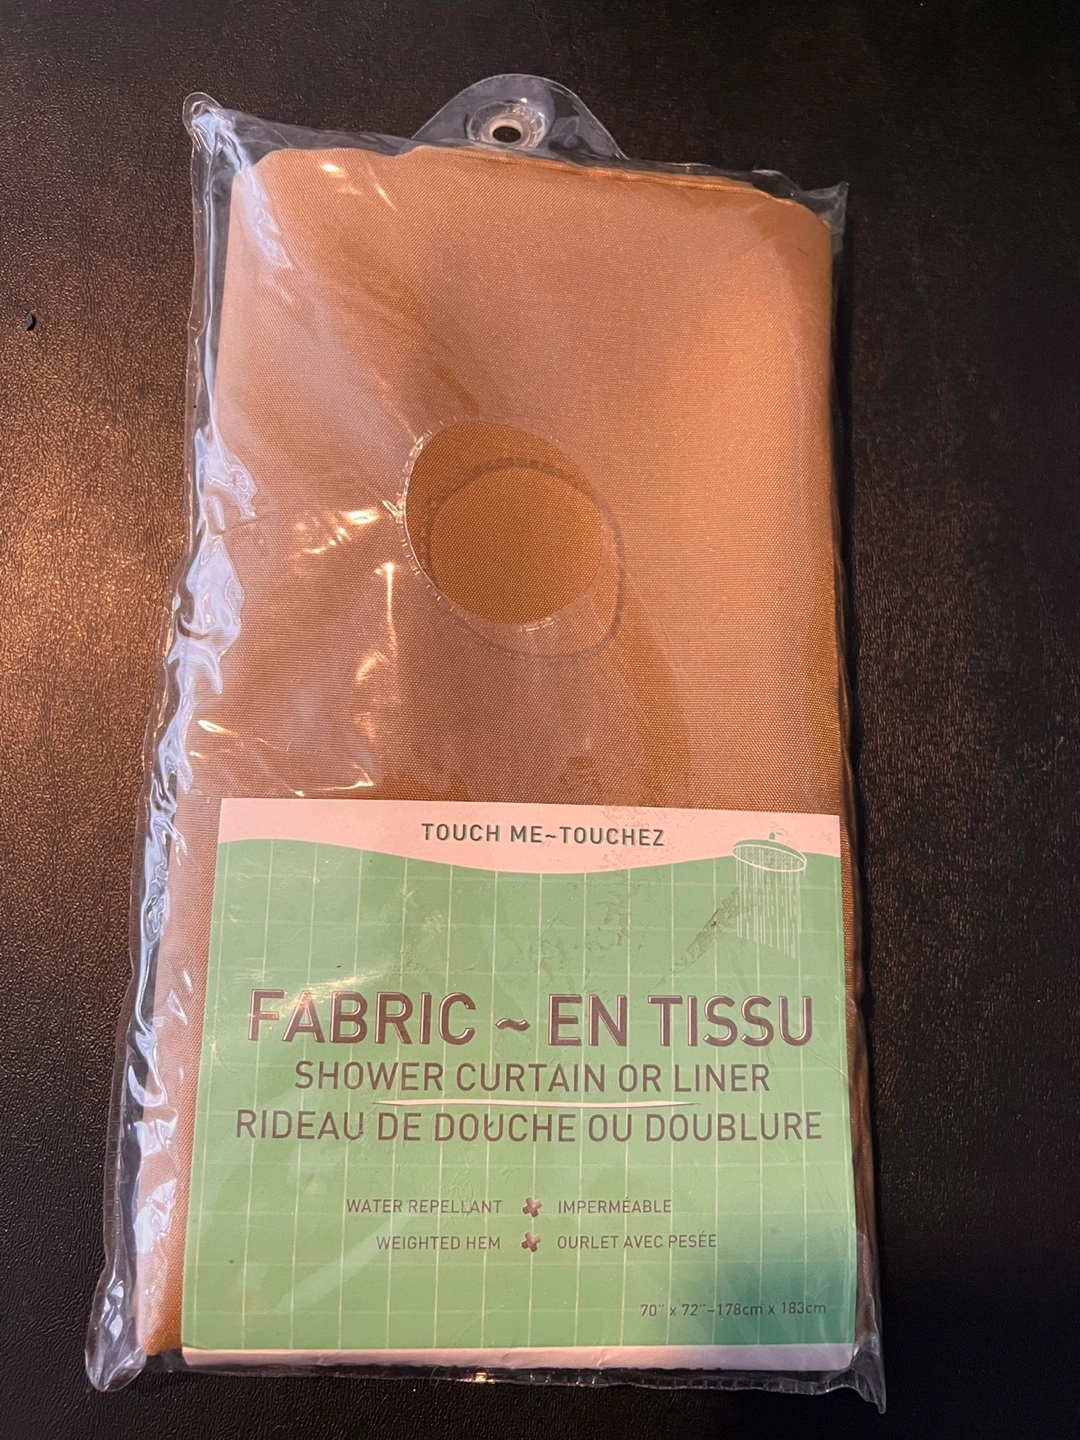 TOUCH ME~TOUCHEZ
FABRIC ~ EN TISSU
SHOWER CURTAIN OR LINER
RIDEAU DE DOUCHE OU DOUBLURE
WATER REPELLANT IMPERMÉABLE
WEIGHTED HEM OURLET AVEC PESÉE
70" x 72"~178cm x 183cm